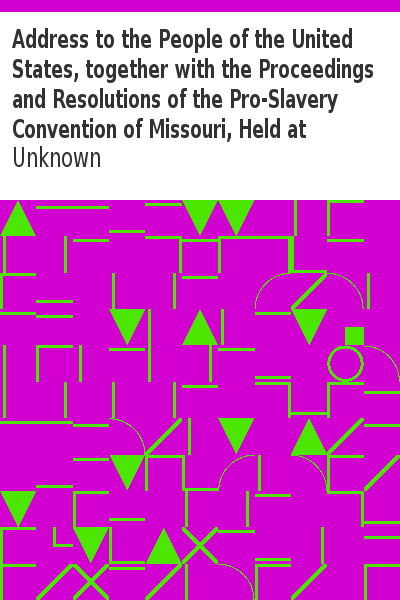 Address to the People of the United
States, together with the Proceedings
and Resolutions of the Pro-Slavery
Convention of Missouri, Held at
Unknown